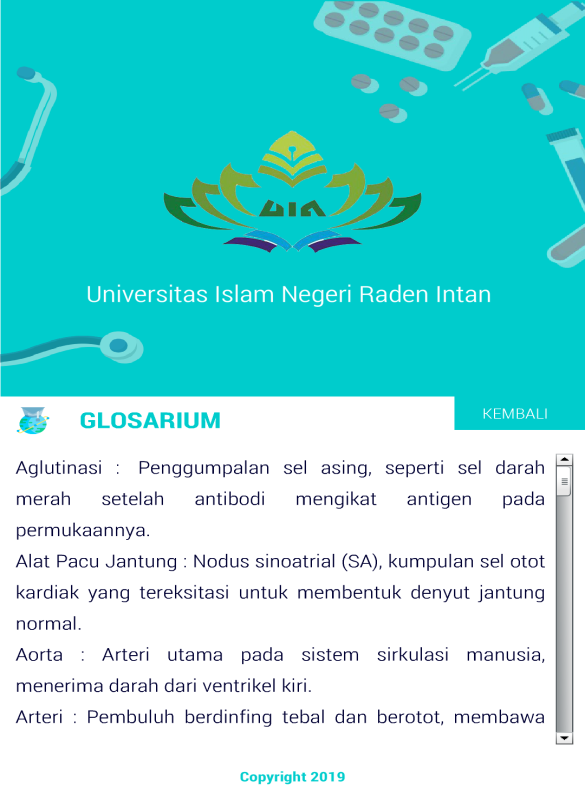 UIN
Universitas Islam Negeri Raden Intan
GLOSARIUM
KEMBALI
Aglutinasi : Penggumpalan sel asing, seperti sel darah
merah setelah antibodi mengikat antigen pada
permukaannya.
Alat Pacu Jantung : Nodus sinoatrial (SA), kumpulan sel otot
kardiak yang tereksitasi untuk membentuk denyut jantung
normal.
Aorta : Arteri utama pada sistem sirkulasi manusia,
menerima darah dari ventrikel kiri.
Arteri : Pembuluh berdinfing tebal dan berotot, membawa
Copyright 2019